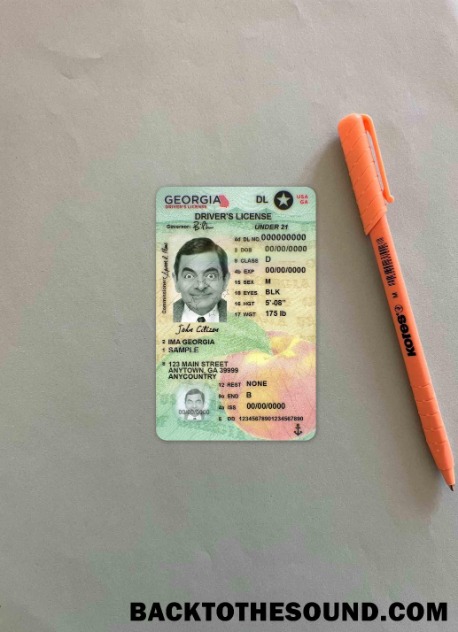 GEORGIA
DRIVER'S LICENSE
DL
USA
GA
DRIVER'S LICENSE
Governor:
UNDER 21
4d DL NO. 000000000
3 DOB 00/00/0000
9 CLASS D
4b EXP 00/00/0000
15 SEX M
18 EYES BLK
16 HGT 5'-08"
17 WGT 175 lb
Commissioner:
John Citizen
2 IMA GEORGIA
1 SAMPLE
8 123 MAIN STREET
ANYTOWN, GA 39999
ANYCOUNTRY
12 REST NONE
9a END B
4a ISS 00/00/0000
00/00/0000
5 DD 12345678901234567890
kores
M
BACKTOTHESOUND.COM